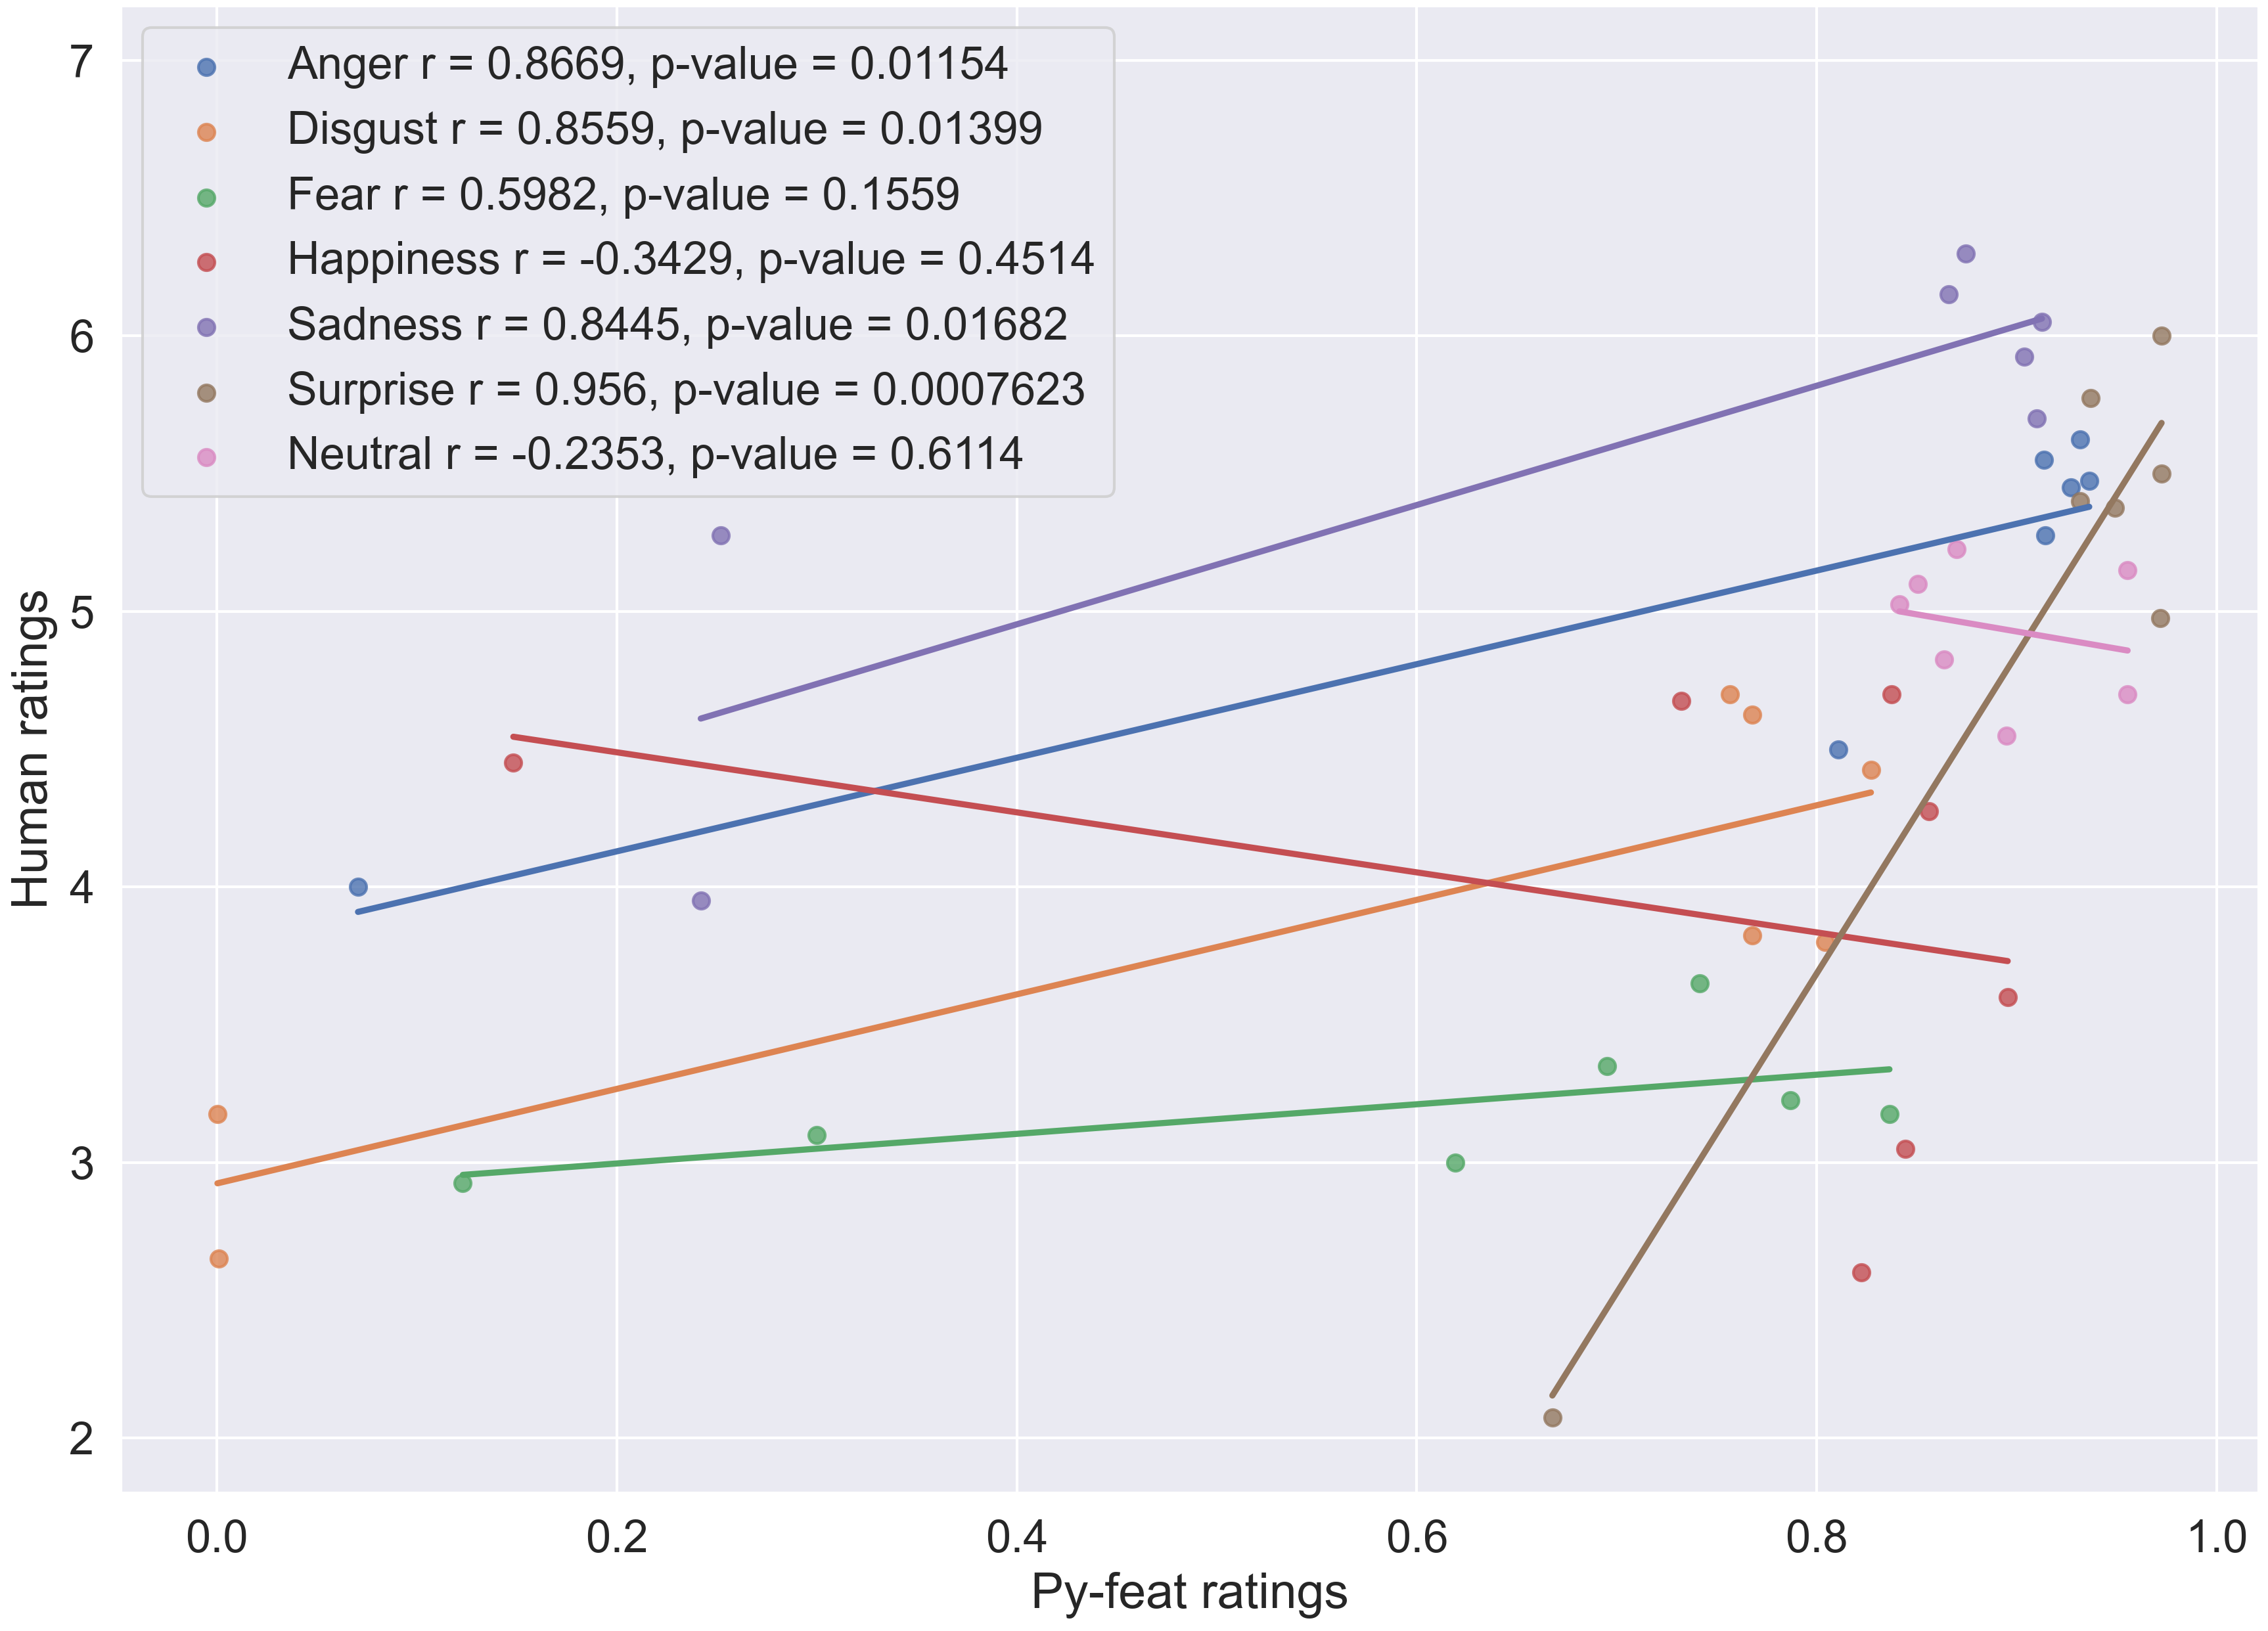 Anger r = 0.8669, p-value = 0.01154
Disgust r = 0.8559, p-value = 0.01399
Fear r = 0.5982, p-value = 0.1559
Happiness r = -0.3429, p-value = 0.4514
Sadness r = 0.8445, p-value = 0.01682
Surprise r = 0.956, p-value = 0.0007623
Neutral r = -0.2353, p-value = 0.6114
Human ratings
7
6
5
4
3
2
0.0 0.2 0.4 0.6 0.8 1.0
Py-feat ratings